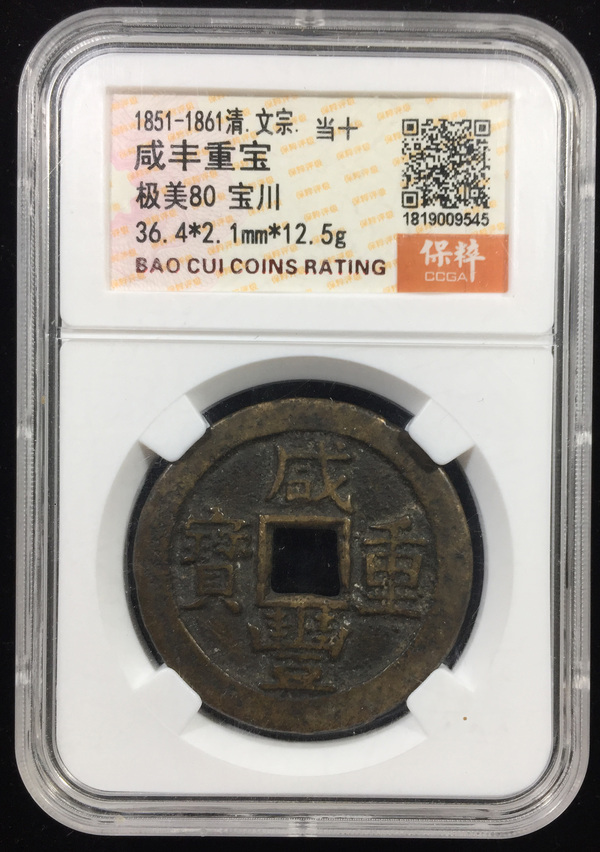 1851-1861清.文宗. 当十
咸丰重宝
极美80 宝川
36.4*2.1mm*12.5g
BAO CUI COINS RATING
1819009545
保粹
CCGA
咸
寶 重
豐